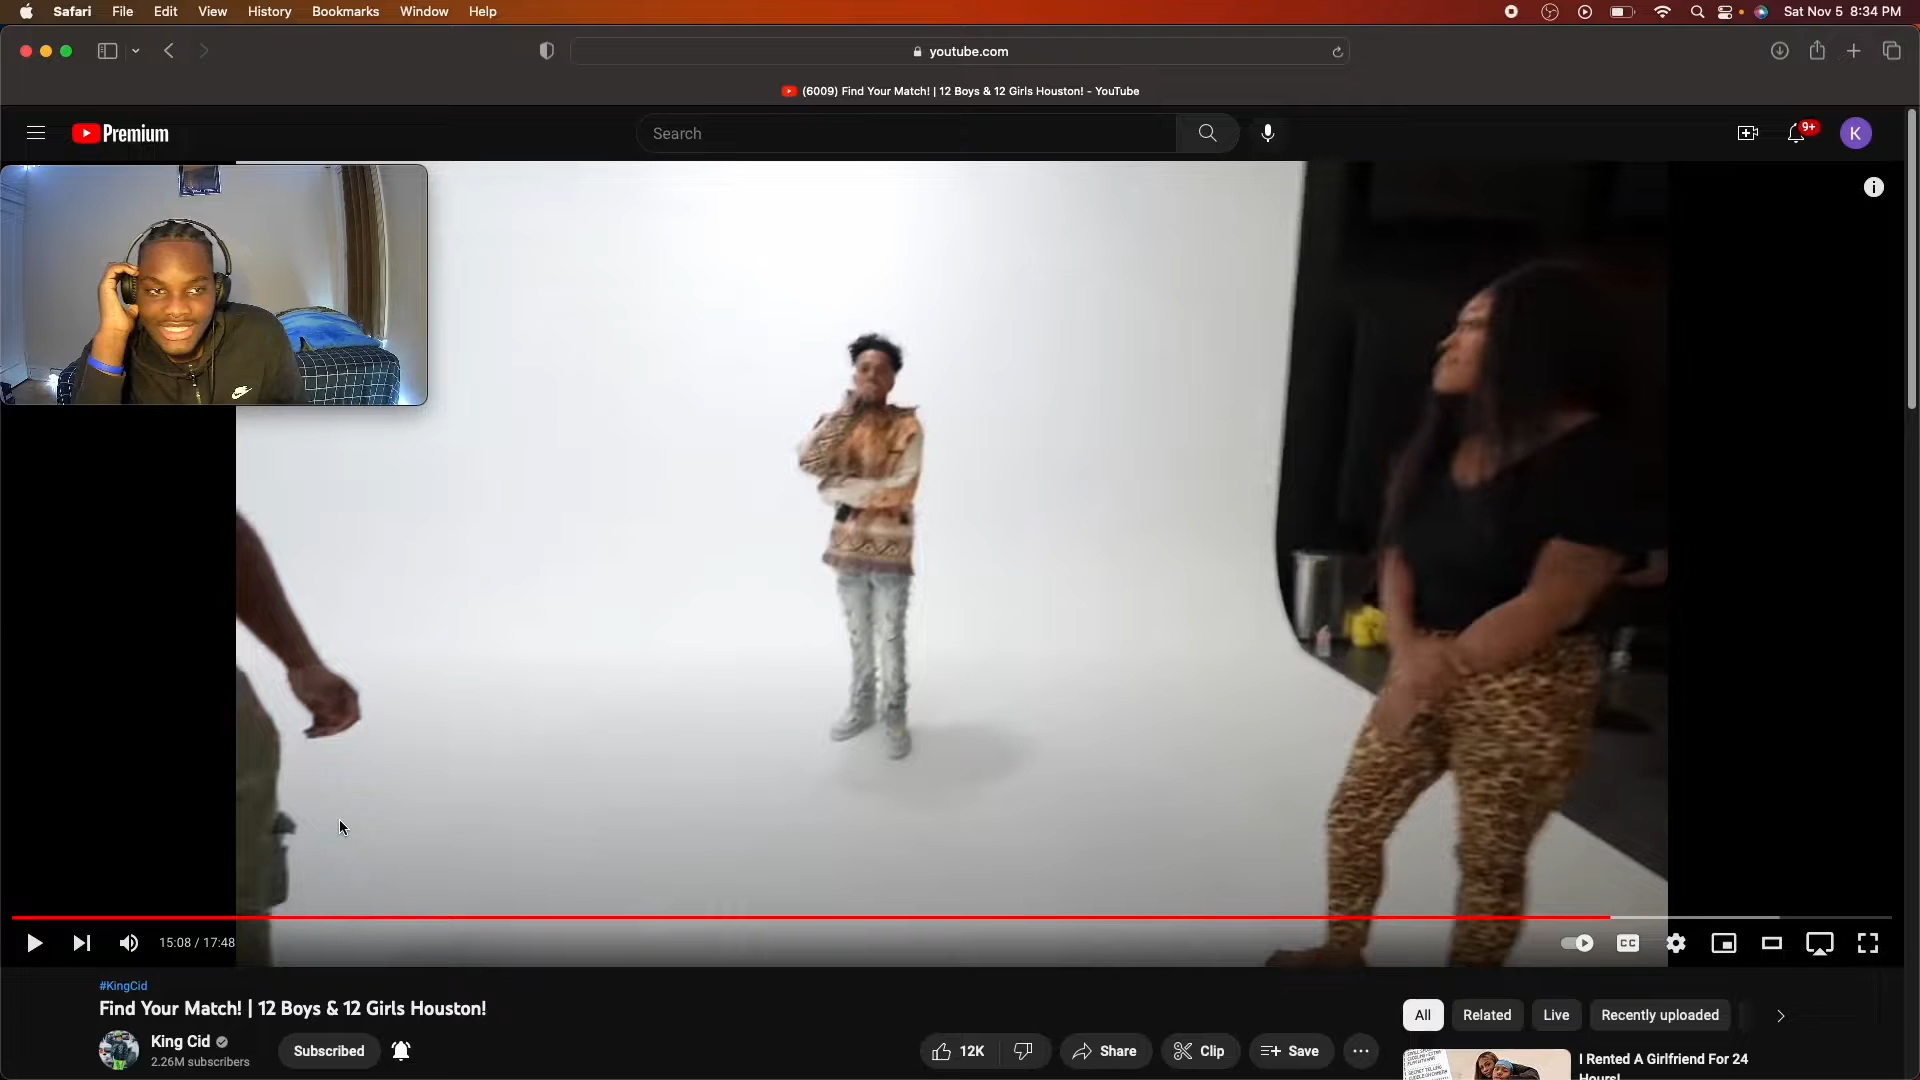 Safari File Edit View History Bookmarks Window Help Sat Nov 5 8:34 PM
youtube.com
(6009) Find Your Match! | 12 Boys & 12 Girls Houston! - YouTube
Premium Search 9+ K
15:08 / 17:48 CC
#KingCid
Find Your Match! | 12 Boys & 12 Girls Houston!
King Cid
2.26M subscribers
Subscribed
12K Share Clip Save
All Related Live Recently uploaded
I Rented A Girlfriend For 24
Hours!